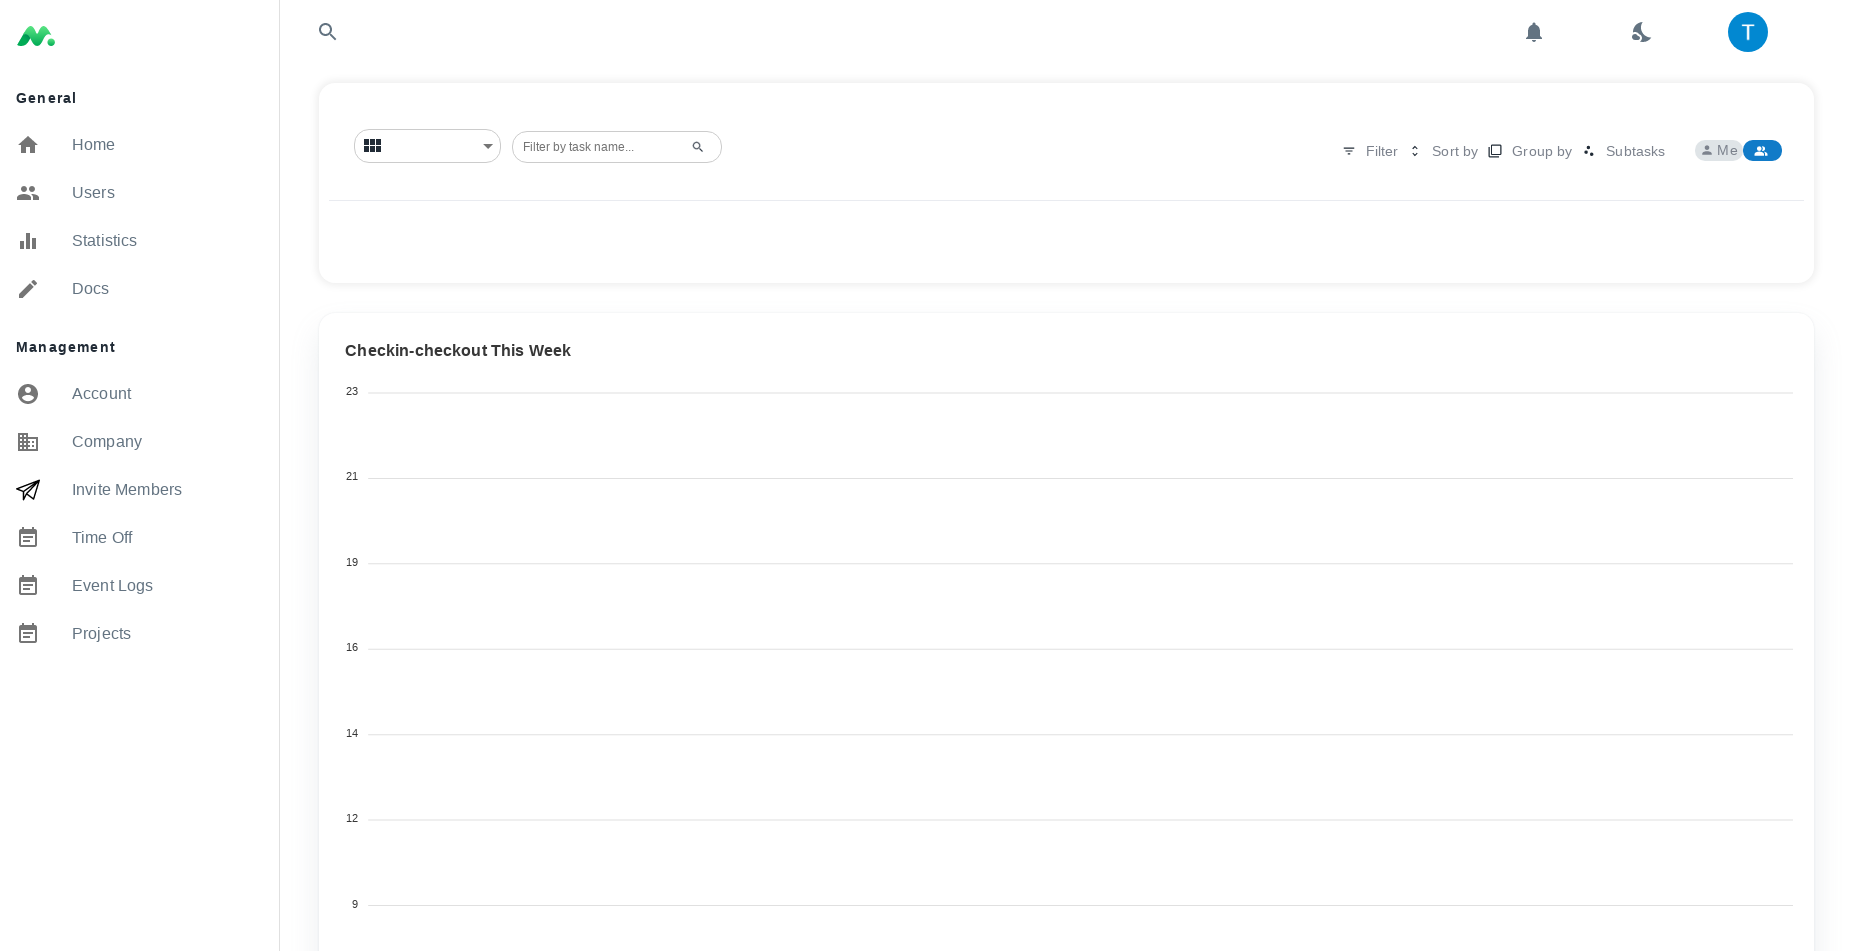 T
General
Home
Users
Statistics
Docs
Management
Account
Company
Invite Members
Time Off
Event Logs
Projects
Filter by task name...
Filter
Sort by
Group by
Subtasks
Me
Checkin-checkout This Week
23
21
19
16
14
12
9